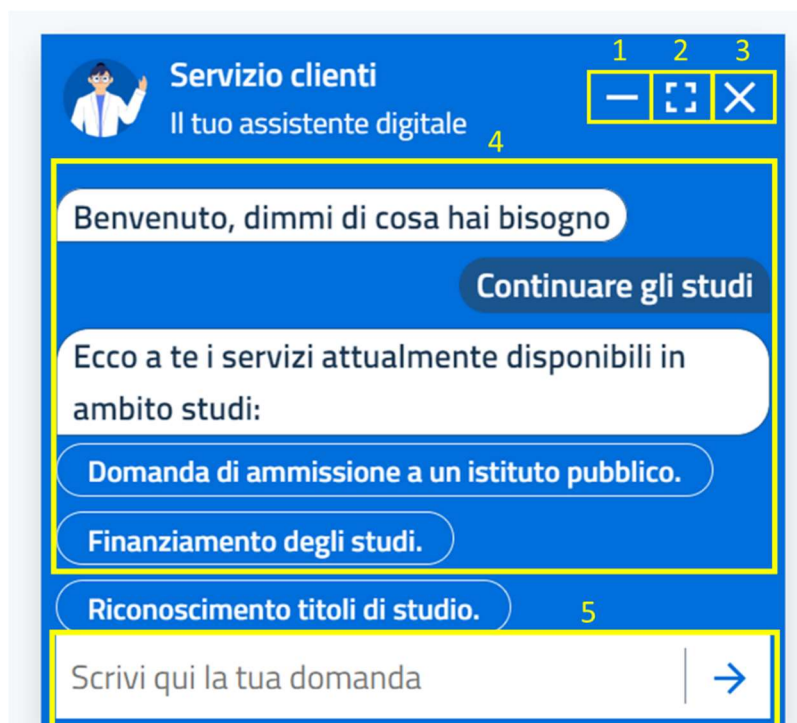 1 2 3
Servizio clienti
Il tuo assistente digitale
4
Benvenuto, dimmi di cosa hai bisogno
Continuare gli studi
Ecco a te i servizi attualmente disponibili in
ambito studi:
Domanda di ammissione a un istituto pubblico.
Finanziamento degli studi.
Riconoscimento titoli di studio.
5
Scrivi qui la tua domanda